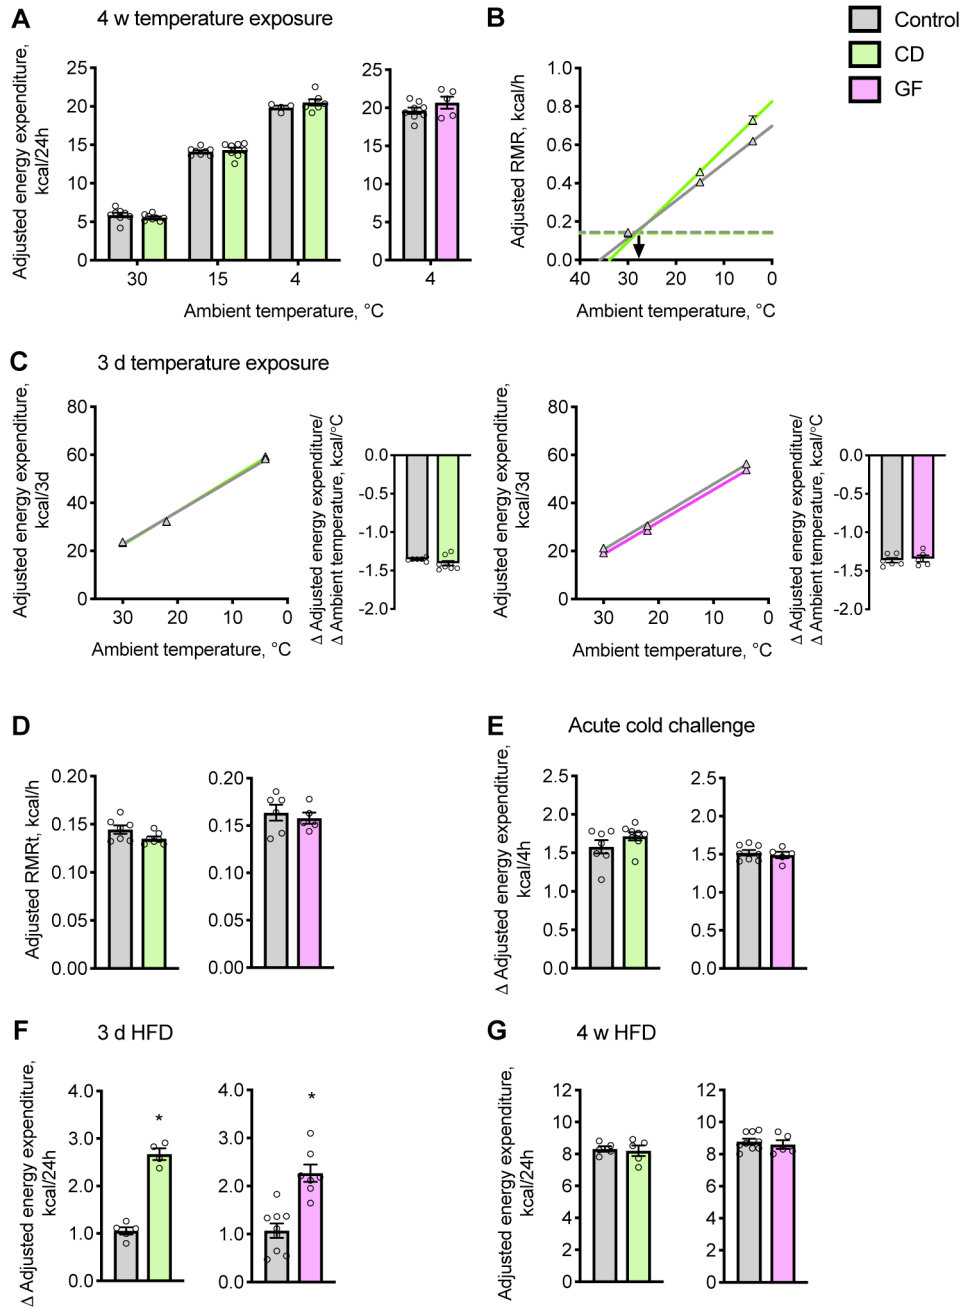 A
4 w temperature exposure
Adjusted energy expenditure,
kcal/24h
25
20
15
10
5
0
30
15
4
Ambient temperature, °C
25
20
15
10
5
0
4
B
Adjusted RMR, kcal/h
1.0
0.8
0.6
0.4
0.2
0.0
40
30
20
10
0
Ambient temperature, °C
Control
CD
GF
C
3 d temperature exposure
Adjusted energy expenditure,
kcal/3d
80
60
40
20
0
30
20
10
0
Ambient temperature, °C
Δ Adjusted energy expenditure/
Δ Ambient temperature, kcal/°C
0.0
-0.5
-1.0
-1.5
-2.0
Adjusted energy expenditure,
kcal/3d
80
60
40
20
0
30
20
10
0
Ambient temperature, °C
Δ Adjusted energy expenditure/
Δ Ambient temperature, kcal/°C
0.0
-0.5
-1.0
-1.5
-2.0
D
Adjusted RMRt, kcal/h
0.20
0.15
0.10
0.05
0.00
0.20
0.15
0.10
0.05
0.00
E
Acute cold challenge
Δ Adjusted energy expenditure,
kcal/4h
2.5
2.0
1.5
1.0
0.5
0.0
2.5
2.0
1.5
1.0
0.5
0.0
F
3 d HFD
Δ Adjusted energy expenditure,
kcal/24h
4.0
3.0
2.0
1.0
0.0
*
4.0
3.0
2.0
1.0
0.0
*
G
4 w HFD
Adjusted energy expenditure,
kcal/24h
12
10
8
6
4
2
0
12
10
8
6
4
2
0